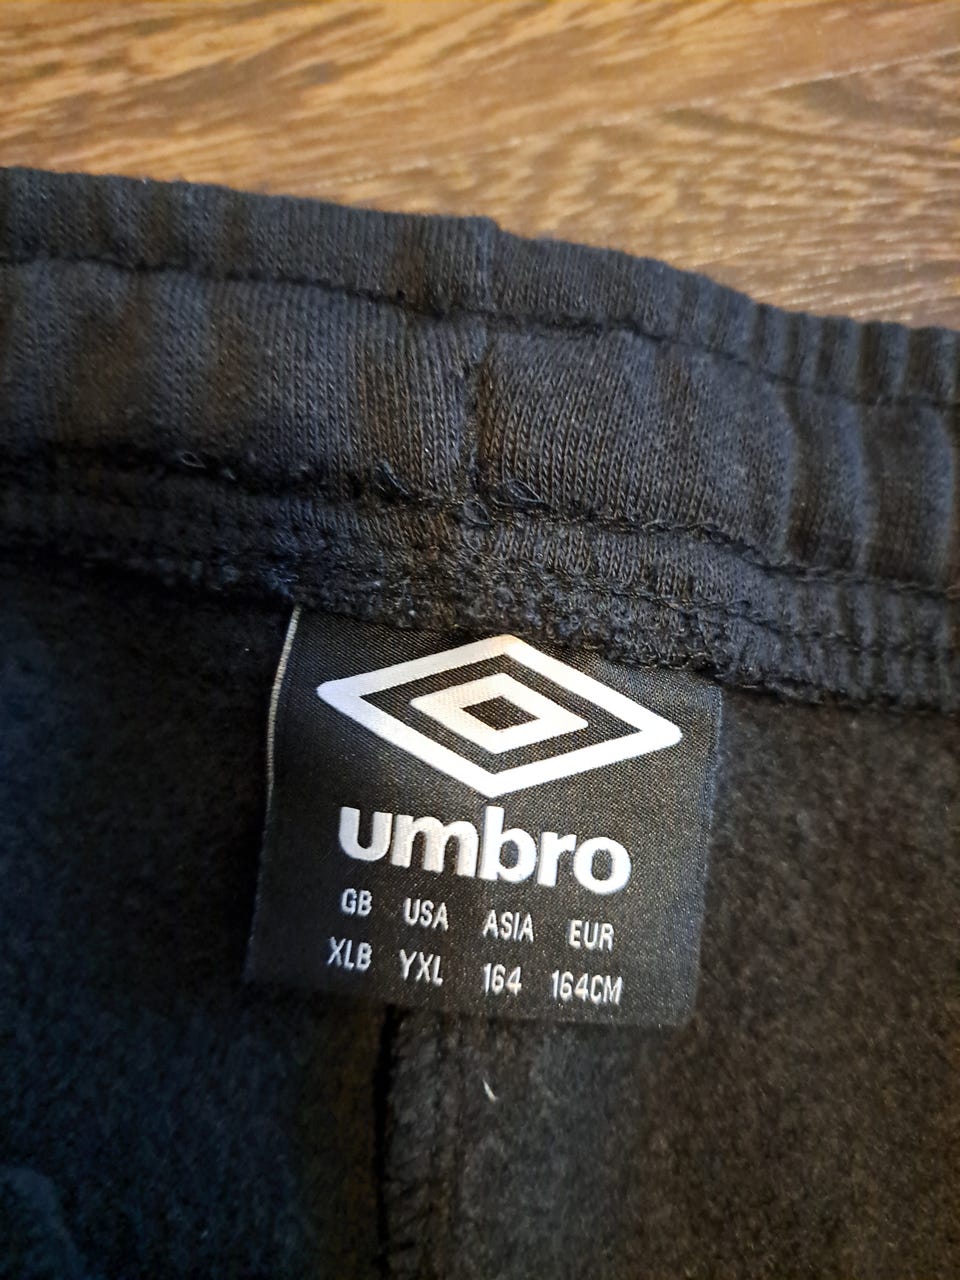 umbro
GB USA ASIA EUR
XLB YXL 164 164CM